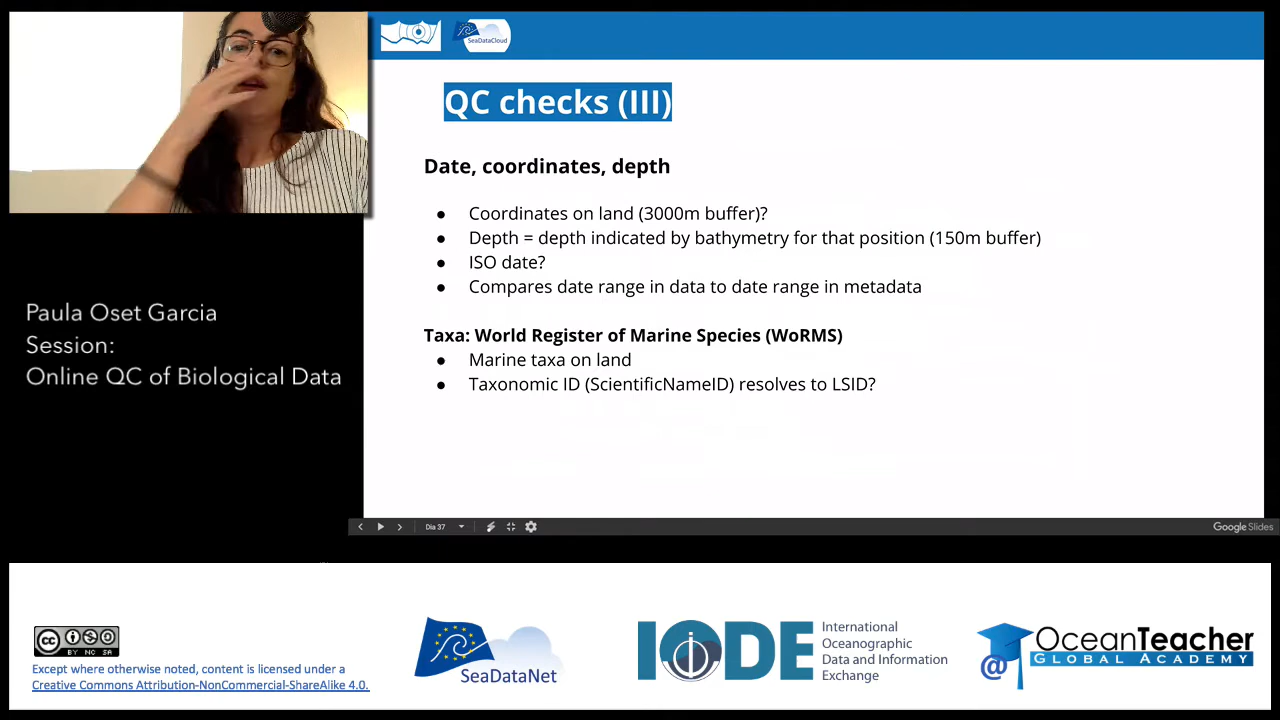 SeaDataCloud
QC checks (III)
Date, coordinates, depth
● Coordinates on land (3000m buffer)?
● Depth = depth indicated by bathymetry for that position (150m buffer)
● ISO date?
● Compares date range in data to date range in metadata
Taxa: World Register of Marine Species (WoRMS)
● Marine taxa on land
● Taxonomic ID (ScientificNameID) resolves to LSID?
Paula Oset Garcia
Session:
Online QC of Biological Data
Dia 37
Google Slides
cc
BY NC SA
Except where otherwise noted, content is licensed under a
Creative Commons Attribution-NonCommercial-ShareAlike 4.0.
SeaDataNet
IODE
International
Oceanographic
Data and Information
Exchange
@
OceanTeacher
GLOBAL ACADEMY